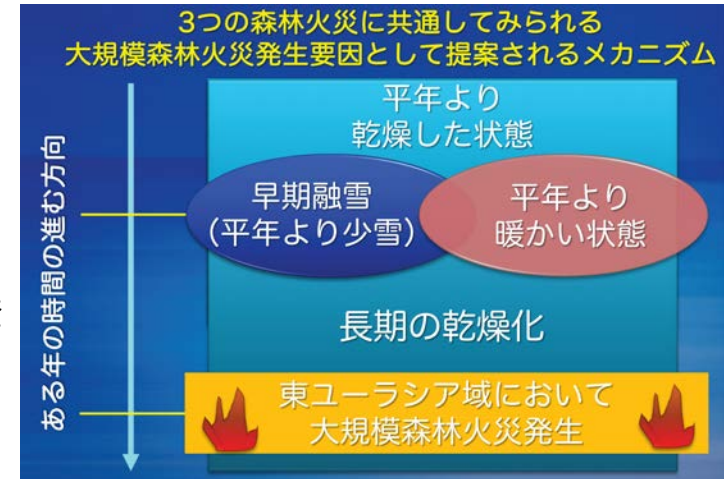 3つの森林火災に共通してみられる
大規模森林火災発生要因として提案されるメカニズム
ある年の時間の進む方向
平年より
乾燥した状態
早期融雪
(平年より少雪)
平年より
暖かい状態
長期の乾燥化
東ユーラシア域において
大規模森林火災発生